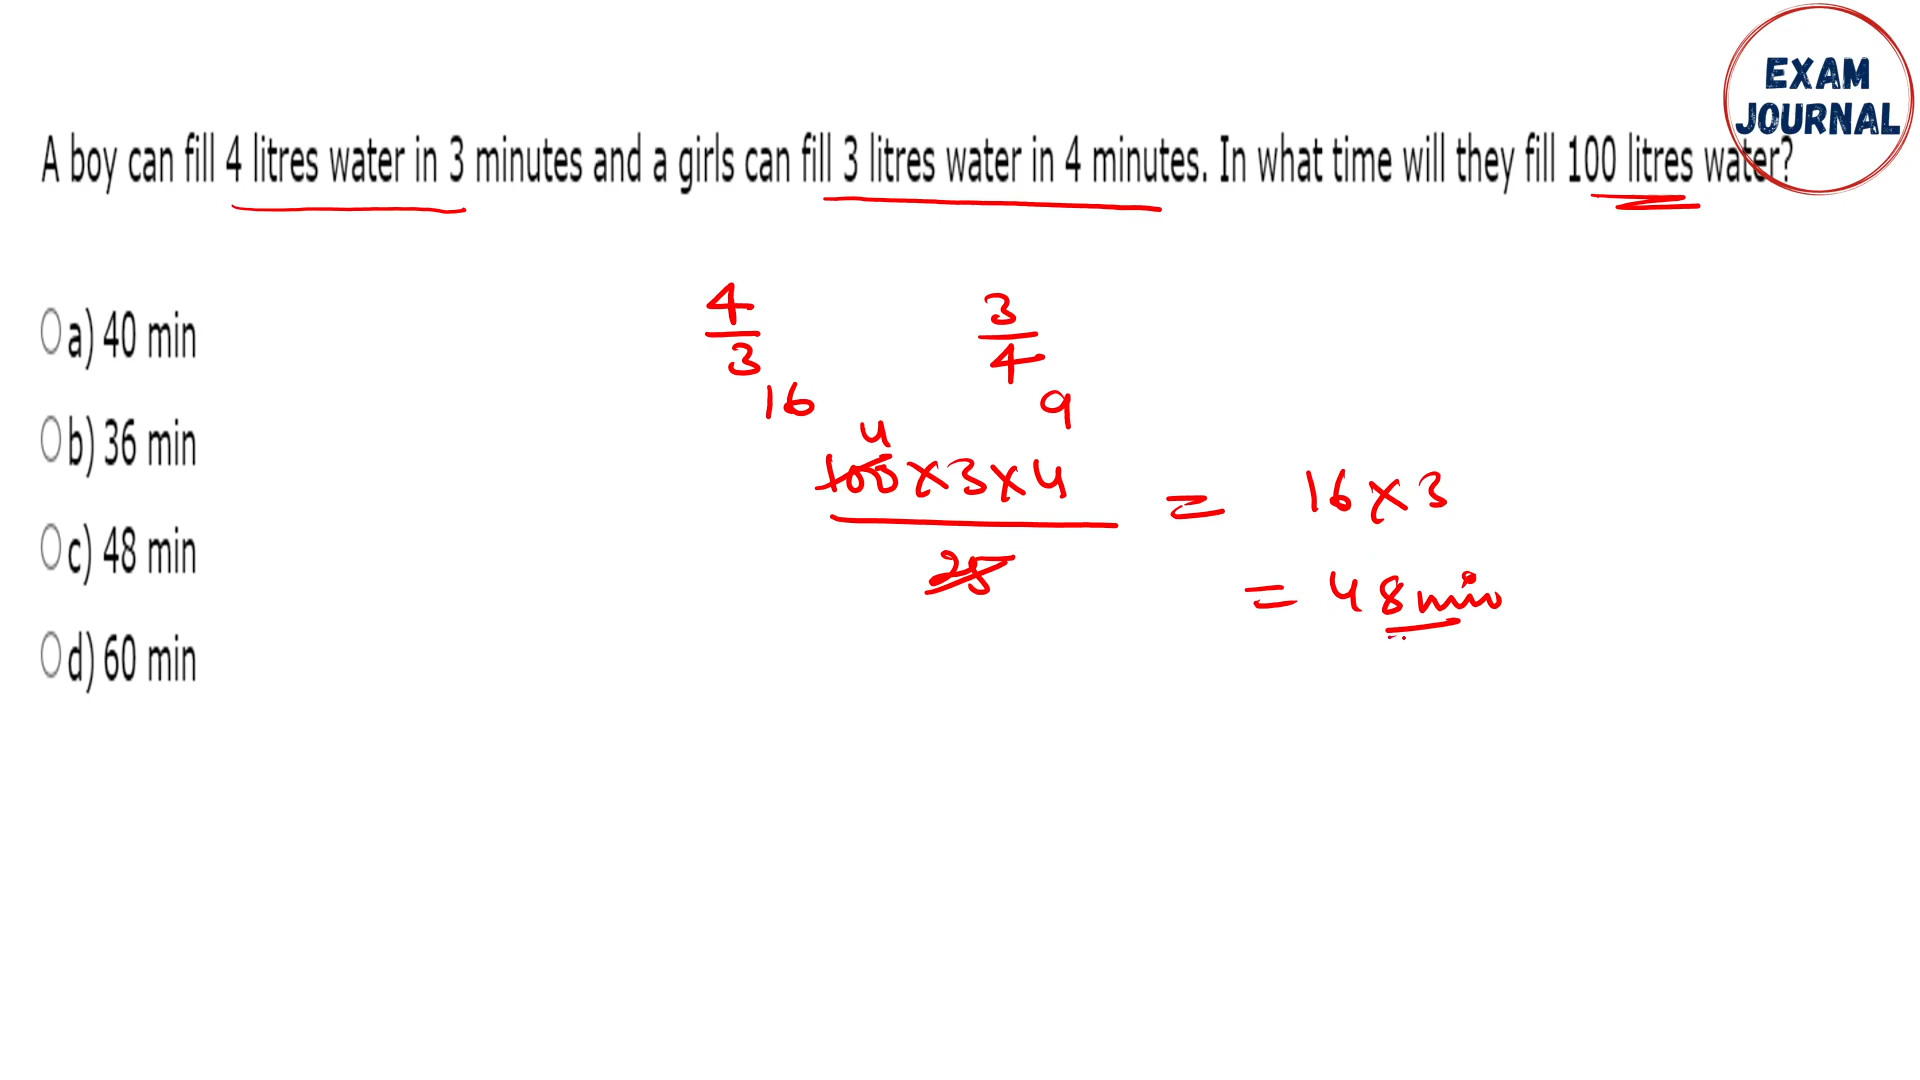 EXAM
JOURNAL
A boy can fill 4 litres water in 3 minutes and a girls can fill 3 litres water in 4 minutes. In what time will they fill 100 litres water?
a) 40 min
b) 36 min
c) 48 min
d) 60 min
4/3 3/4
16 9
4
100×3×4 = 16×3
25
= 48 min